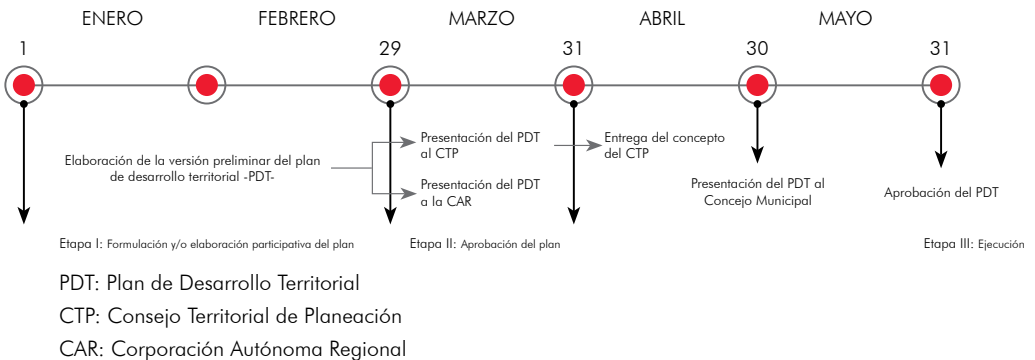 ENERO
FEBRERO
MARZO
ABRIL
MAYO
1
29
31
30
31
Elaboración de la versión preliminar del plan
de desarrollo territorial -PDT-
Presentación del PDT
al CTP
Presentación del PDT
a la CAR
Entrega del concepto
del CTP
Presentación del PDT al
Concejo Municipal
Aprobación del PDT
Etapa I: Formulación y/o elaboración participativa del plan
Etapa II: Aprobación del plan
Etapa III: Ejecución
PDT: Plan de Desarrollo Territorial
CTP: Consejo Territorial de Planeación
CAR: Corporación Autónoma Regional